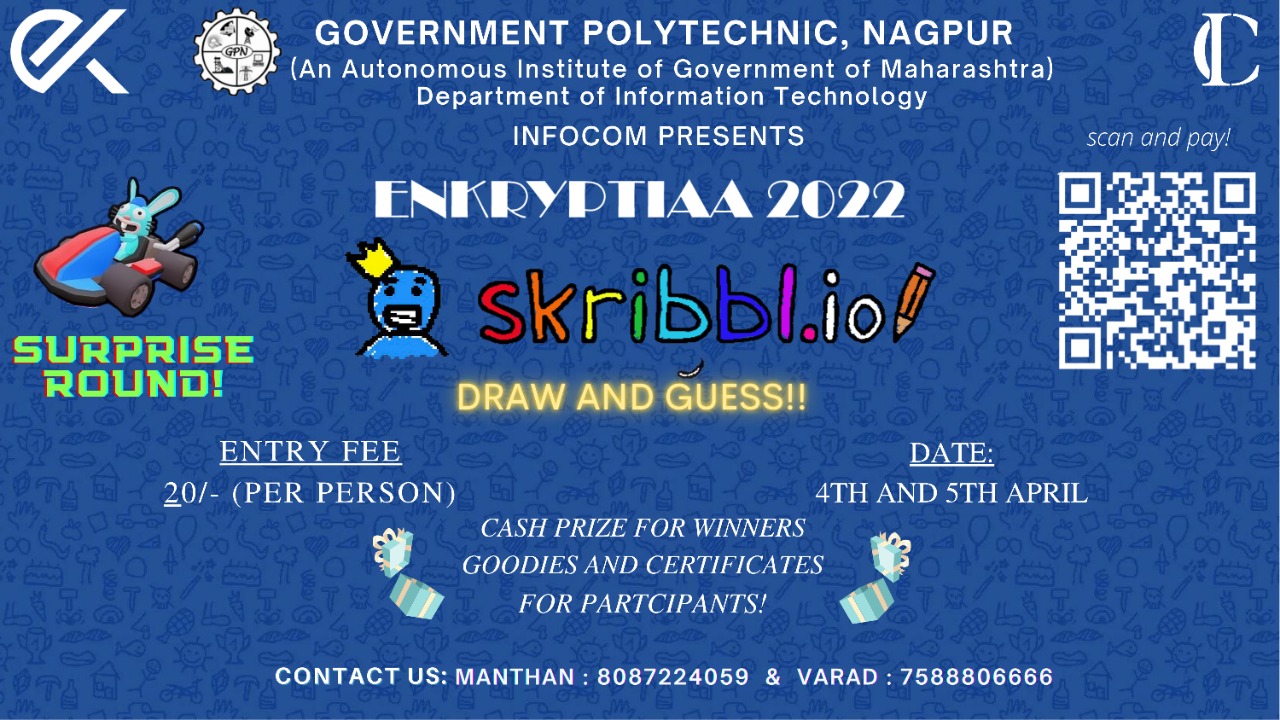 GPN
GOVERNMENT POLYTECHNIC, NAGPUR
(An Autonomous Institute of Government of Maharashtra)
Department of Information Technology
INFOCOM PRESENTS
scan and pay!
ENKRYPTIAA 2022
skribbl.io
SURPRISE
ROUND!
DRAW AND GUESS!!
ENTRY FEE
20/- (PER PERSON)
DATE:
4TH AND 5TH APRIL
CASH PRIZE FOR WINNERS
GOODIES AND CERTIFICATES
FOR PARTCIPANTS!
CONTACT US: MANTHAN : 8087224059 & VARAD : 7588806666